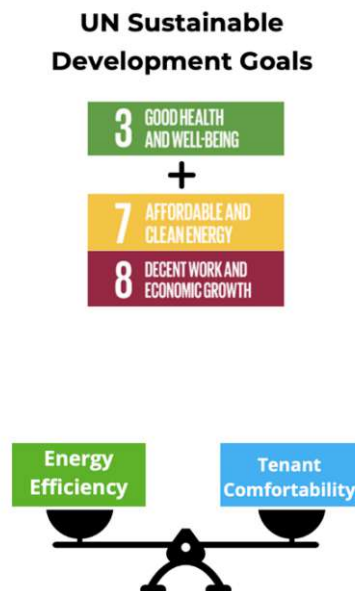 UN Sustainable
Development Goals
3 GOOD HEALTH
AND WELL-BEING
+
7 AFFORDABLE AND
CLEAN ENERGY
8 DECENT WORK AND
ECONOMIC GROWTH
Energy
Efficiency
Tenant
Comfortability